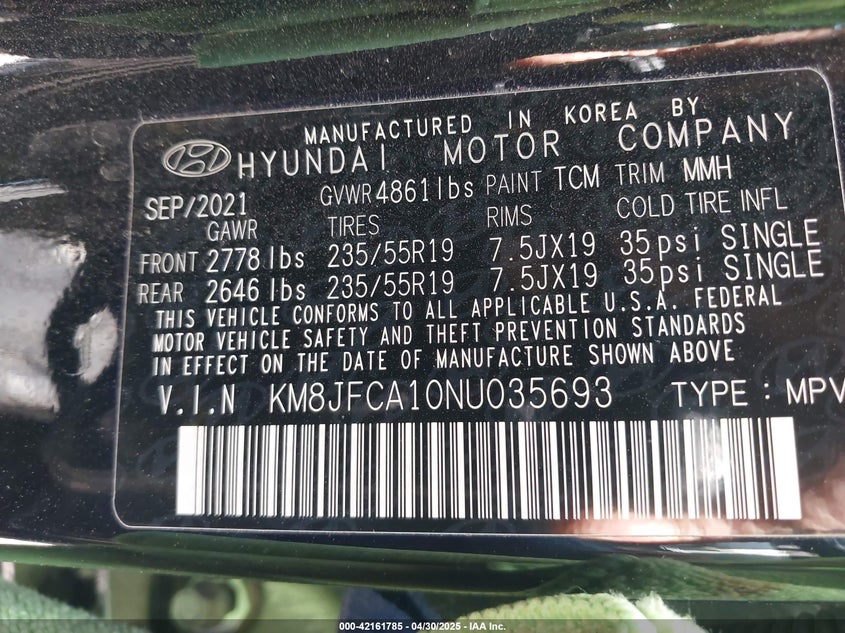 MANUFACTURED IN KOREA BY
HYUNDAI MOTOR COMPANY
SEP/2021 GVWR 4861lbs PAINT TCM TRIM MMH
GAWR TIRES RIMS COLD TIRE INFL
FRONT 2778 lbs 235/55R19 7.5JX19 35psi SINGLE
REAR 2646 lbs 235/55R19 7.5JX19 35psi SINGLE
THIS VEHICLE CONFORMS TO ALL APPLICABLE U.S.A. FEDERAL
MOTOR VEHICLE SAFETY AND THEFT PREVENTION STANDARDS
IN EFFECT ON THE DATE OF MANUFACTURE SHOWN ABOVE
V.I.N KM8JFCA10NU035693 TYPE : MPV
000-42161785 - 04/30/2025 - IAA Inc.